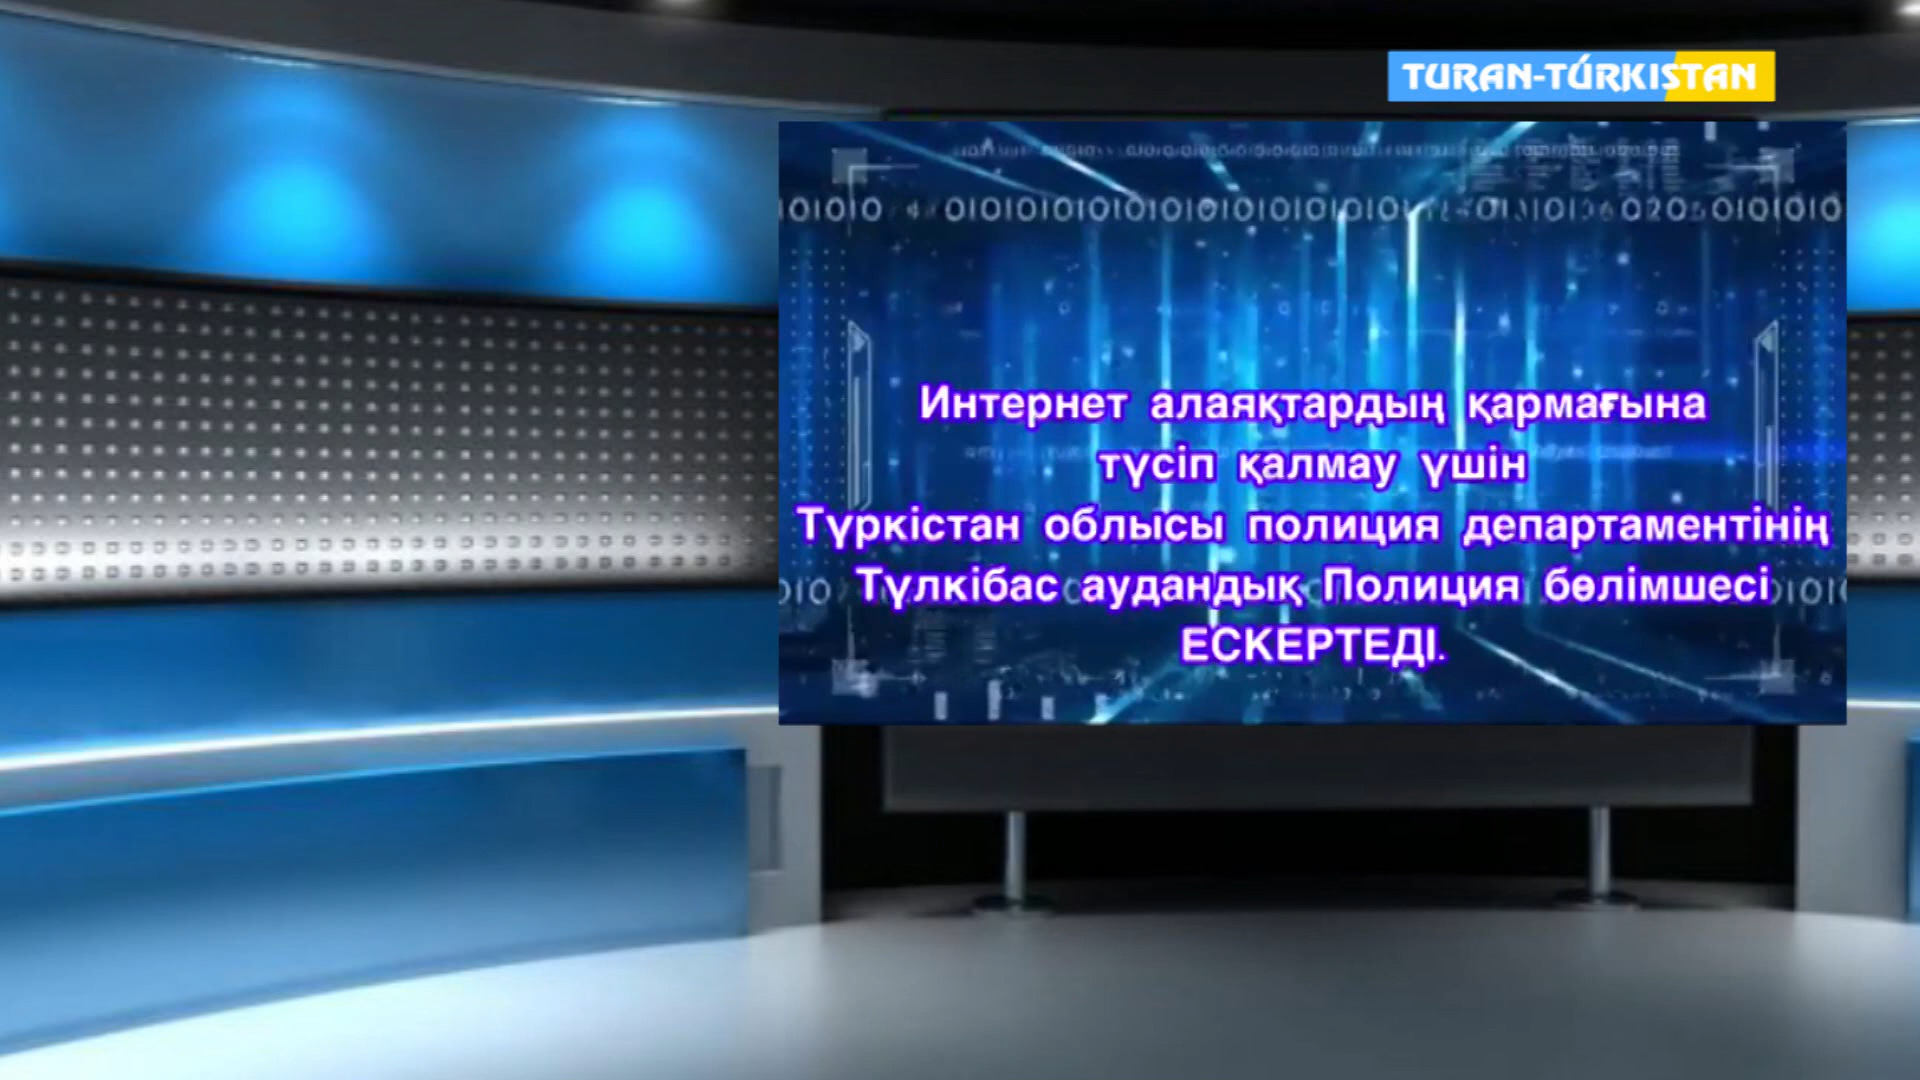 TURAN-TÚRKISTAN
Интернет алаяқтардың қармағына
түсіп қалмау үшін
Түркістан облысы полиция департаментінің
Түлкібас аудандық Полиция бөлімшесі
ЕСКЕРТЕДІ.